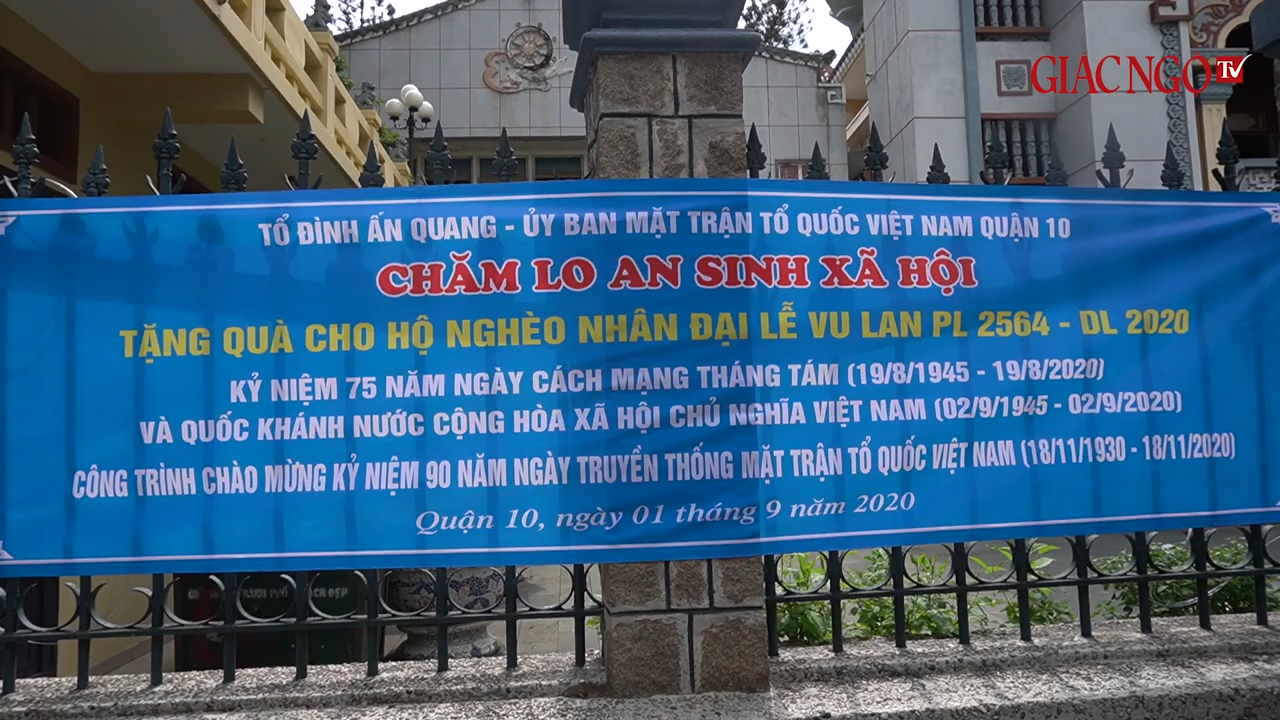 GIÁC NGỘ TV
TỔ ĐÌNH ẤN QUANG - ỦY BAN MẶT TRẬN TỔ QUỐC VIỆT NAM QUẬN 10
CHĂM LO AN SINH XÃ HỘI
TẶNG QUÀ CHO HỘ NGHÈO NHÂN ĐẠI LỄ VU LAN PL 2564 - DL 2020
KỶ NIỆM 75 NĂM NGÀY CÁCH MẠNG THÁNG TÁM (19/8/1945 - 19/8/2020)
VÀ QUỐC KHÁNH NƯỚC CỘNG HÒA XÃ HỘI CHỦ NGHĨA VIỆT NAM (02/9/1945 - 02/9/2020)
CÔNG TRÌNH CHÀO MỪNG KỶ NIỆM 90 NĂM NGÀY TRUYỀN THỐNG MẶT TRẬN TỔ QUỐC VIỆT NAM (18/11/1930 - 18/11/2020)
Quận 10, ngày 01 tháng 9 năm 2020